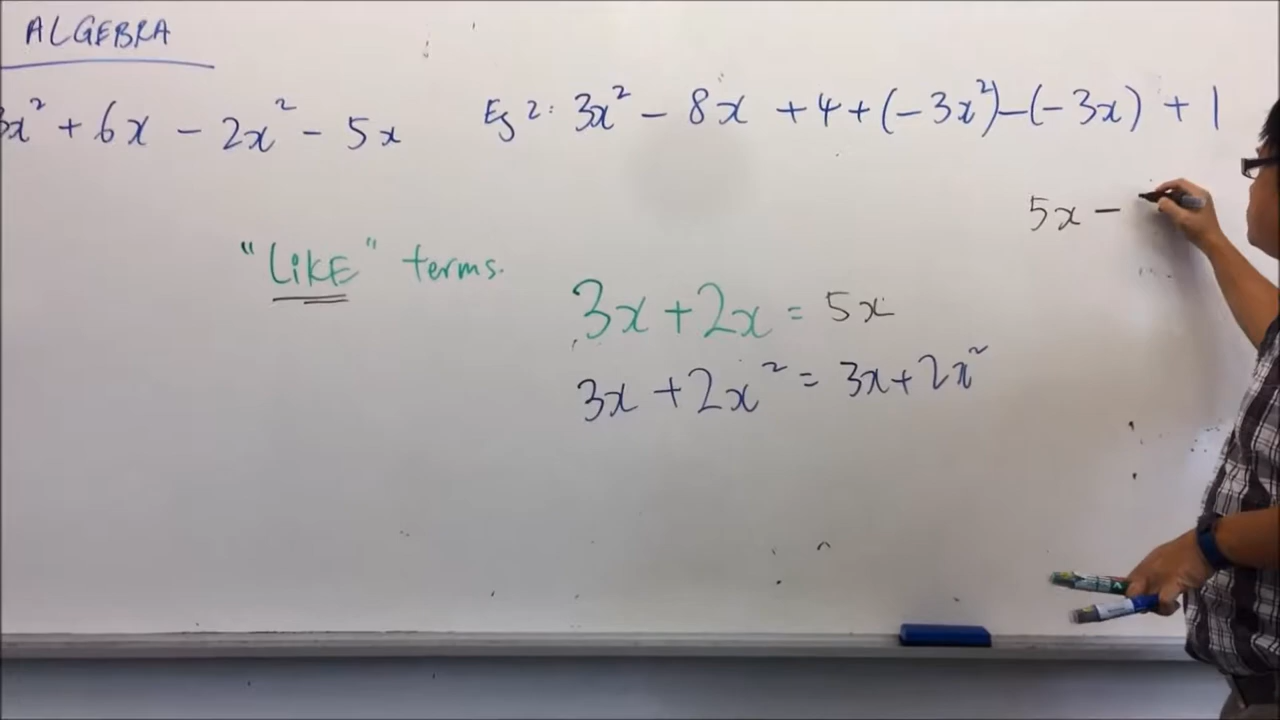 ALGEBRA
3x² + 6x - 2x² - 5x
Eg 2: 3x² - 8x + 4 + (-3x²) - (-3x) + 1
5x -
"LIKE" terms.
3x + 2x = 5x
3x + 2x² = 3x + 2x²